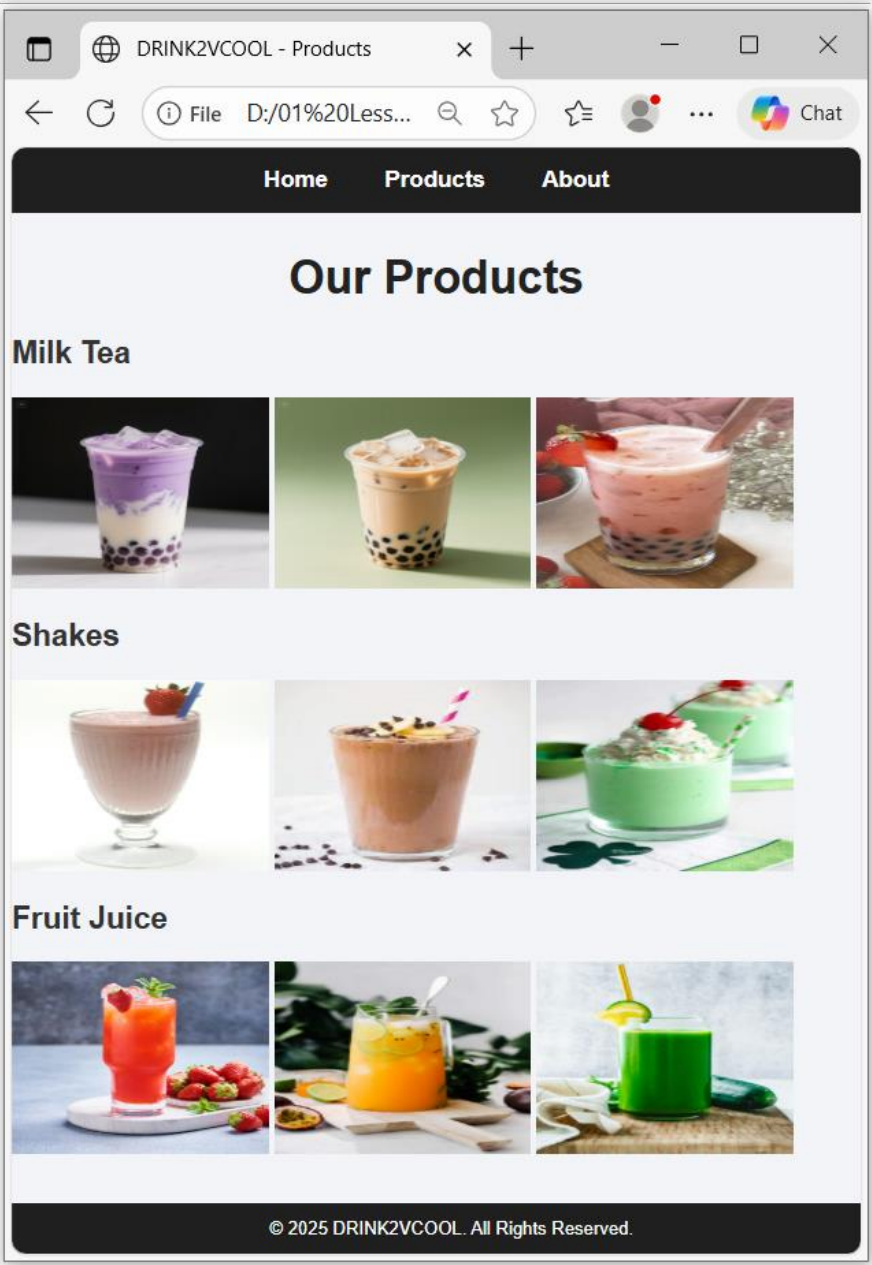 DRINK2VCOOL - Products
File D:/01%20Less... Chat
Home Products About
Our Products
Milk Tea
Shakes
Fruit Juice
© 2025 DRINK2VCOOL. All Rights Reserved.